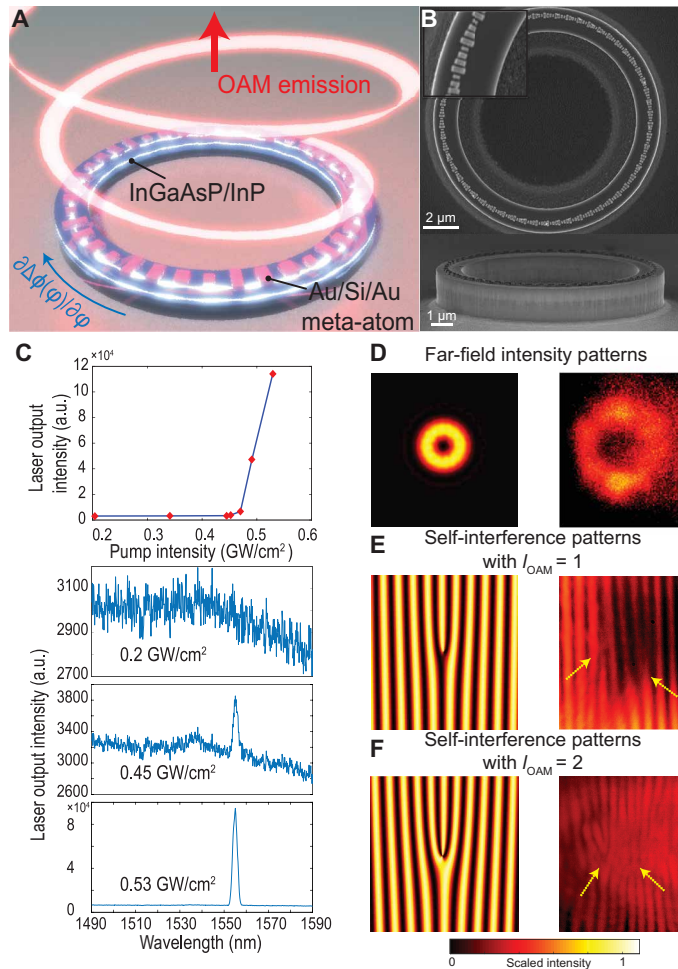 A
OAM emission
InGaAsP/InP
Au/Si/Au
meta-atom
∂Δϕ(φ)/∂φ
B
2 µm
1 µm
C
×10⁴
12
10
8
6
4
2
0
Laser output
intensity (a.u.)
0.2 0.3 0.4 0.5 0.6
Pump intensity (GW/cm²)
Laser output intensity (a.u.)
3100
2900
2700
0.2 GW/cm²
3800
3400
3000
2600
0.45 GW/cm²
×10⁴
8
4
0
0.53 GW/cm²
1490 1510 1530 1550 1570 1590
Wavelength (nm)
D
Far-field intensity patterns
E
Self-interference patterns
with lOAM = 1
F
Self-interference patterns
with lOAM = 2
0 Scaled intensity 1